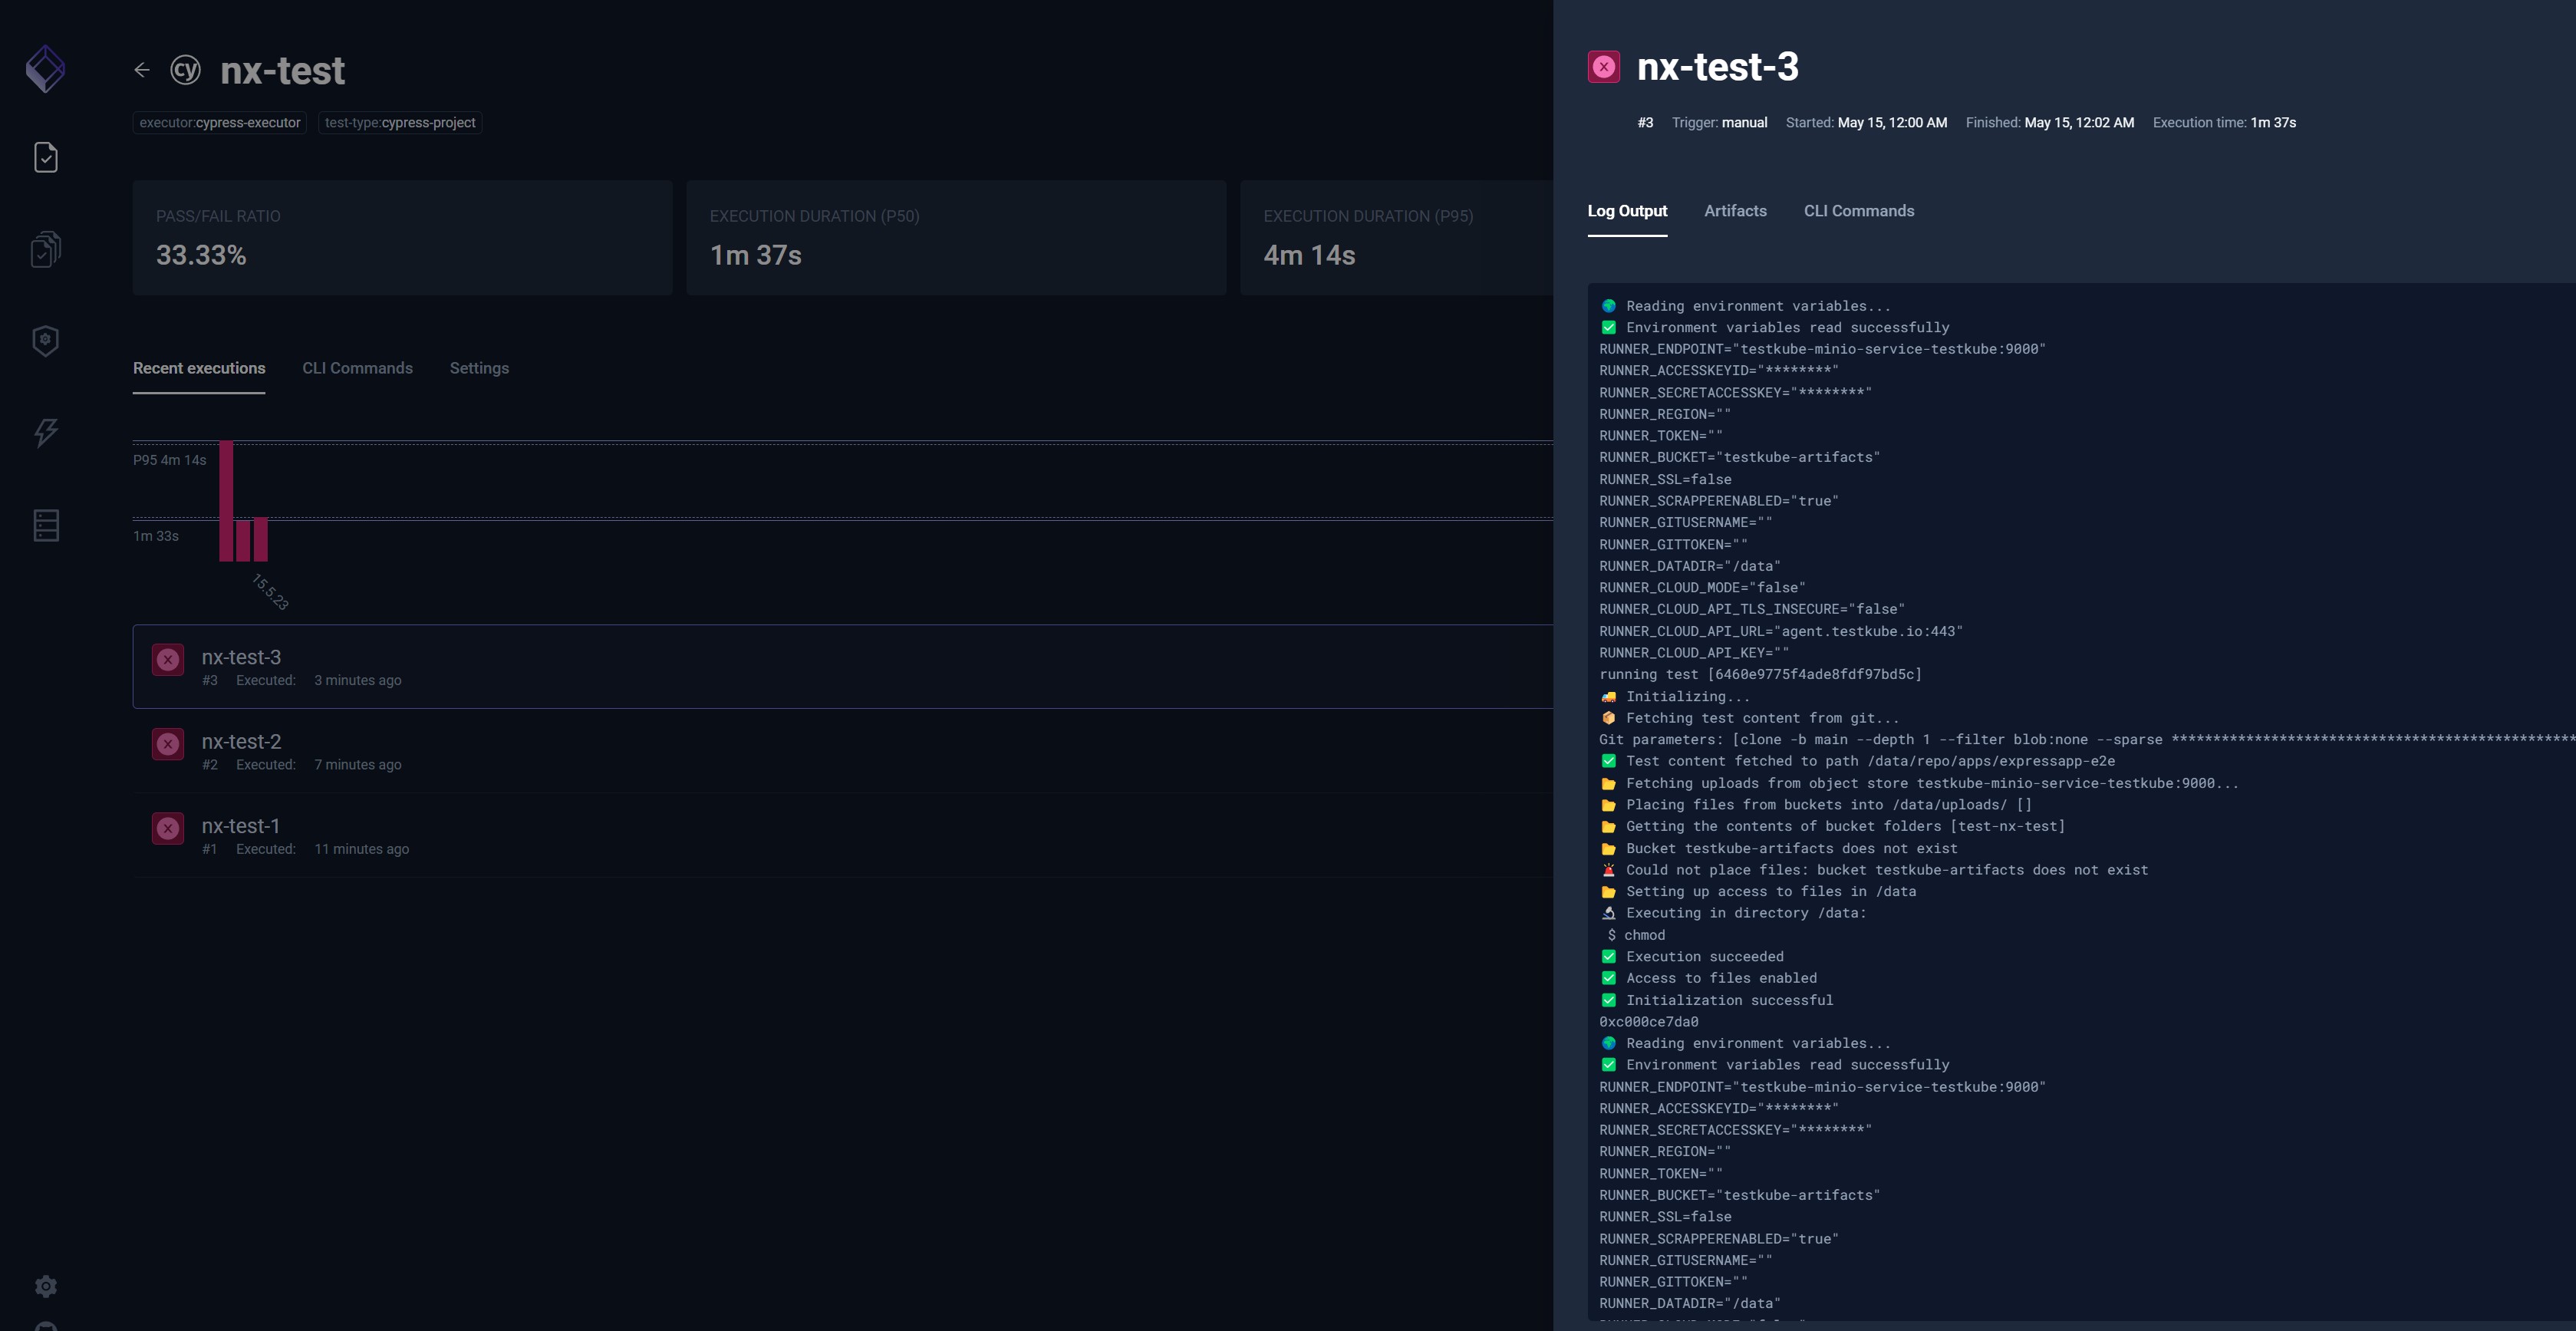 cy nx-test
executor:cypress-executor test-type:cypress-project
PASS/FAIL RATIO
33.33%
EXECUTION DURATION (P50)
1m 37s
EXECUTION DURATION (P95)
4m 14s
Recent executions CLI Commands Settings
P95 4m 14s
1m 33s
15.5.23
nx-test-3
#3 Executed: 3 minutes ago
nx-test-2
#2 Executed: 7 minutes ago
nx-test-1
#1 Executed: 11 minutes ago
nx-test-3
#3 Trigger: manual Started: May 15, 12:00 AM Finished: May 15, 12:02 AM Execution time: 1m 37s
Log Output Artifacts CLI Commands
Reading environment variables...
Environment variables read successfully
RUNNER_ENDPOINT="testkube-minio-service-testkube:9000"
RUNNER_ACCESSKEYID="********"
RUNNER_SECRETACCESSKEY="********"
RUNNER_REGION=""
RUNNER_TOKEN=""
RUNNER_BUCKET="testkube-artifacts"
RUNNER_SSL=false
RUNNER_SCRAPPERENABLED="true"
RUNNER_GITUSERNAME=""
RUNNER_GITTOKEN=""
RUNNER_DATADIR="/data"
RUNNER_CLOUD_MODE="false"
RUNNER_CLOUD_API_TLS_INSECURE="false"
RUNNER_CLOUD_API_URL="agent.testkube.io:443"
RUNNER_CLOUD_API_KEY=""
running test [6460e9775f4ade8fdf97bd5c]
Initializing...
Fetching test content from git...
Git parameters: [clone -b main --depth 1 --filter blob:none --sparse *************************************************
Test content fetched to path /data/repo/apps/expressapp-e2e
Fetching uploads from object store testkube-minio-service-testkube:9000...
Placing files from buckets into /data/uploads/ []
Getting the contents of bucket folders [test-nx-test]
Bucket testkube-artifacts does not exist
Could not place files: bucket testkube-artifacts does not exist
Setting up access to files in /data
Executing in directory /data:
$ chmod
Execution succeeded
Access to files enabled
Initialization successful
0xc000ce7da0
Reading environment variables...
Environment variables read successfully
RUNNER_ENDPOINT="testkube-minio-service-testkube:9000"
RUNNER_ACCESSKEYID="********"
RUNNER_SECRETACCESSKEY="********"
RUNNER_REGION=""
RUNNER_TOKEN=""
RUNNER_BUCKET="testkube-artifacts"
RUNNER_SSL=false
RUNNER_SCRAPPERENABLED="true"
RUNNER_GITUSERNAME=""
RUNNER_GITTOKEN=""
RUNNER_DATADIR="/data"